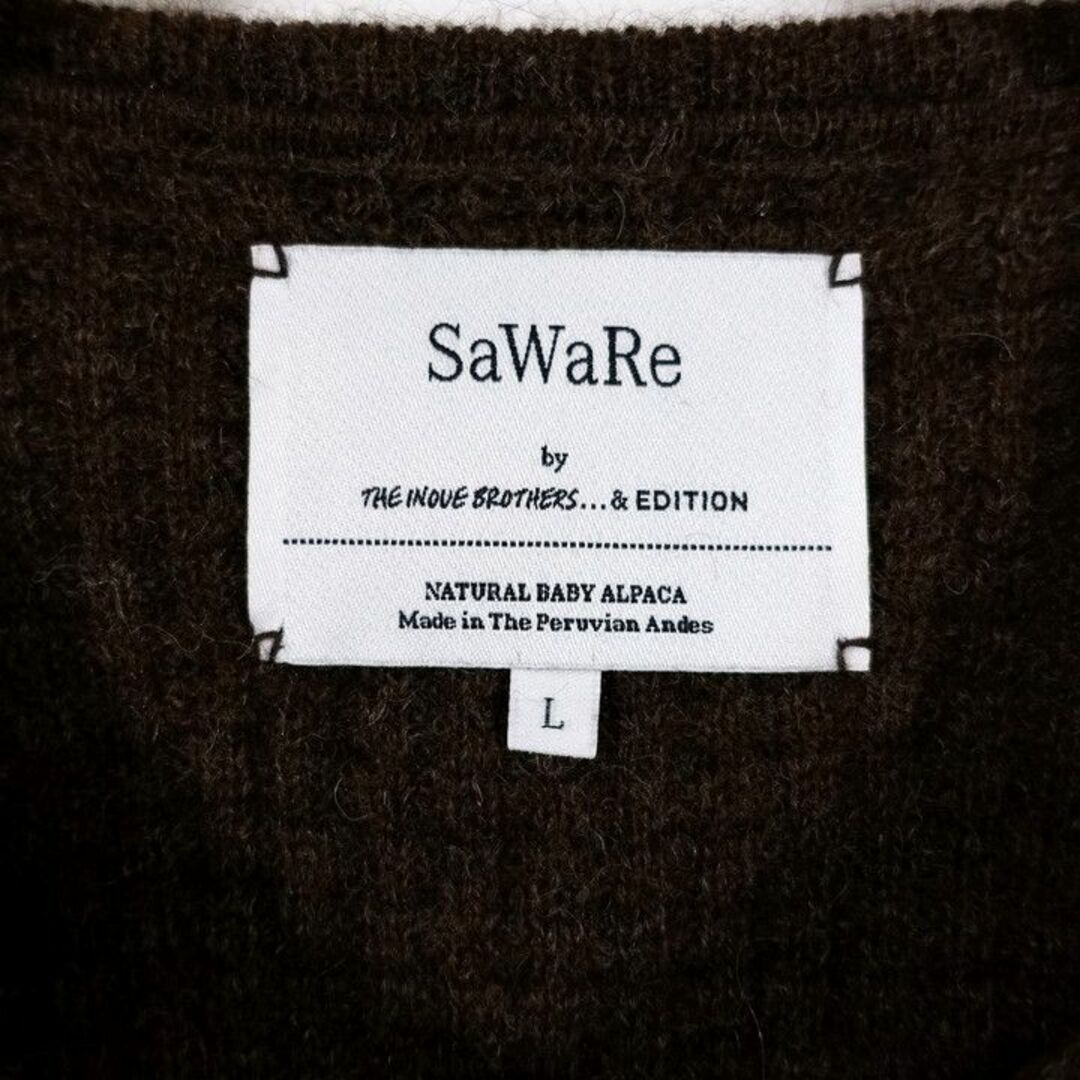 SaWaRe
by
THE INOUE BROTHERS...& EDITION
NATURAL BABY ALPACA
Made in The Peruvian Andes
L